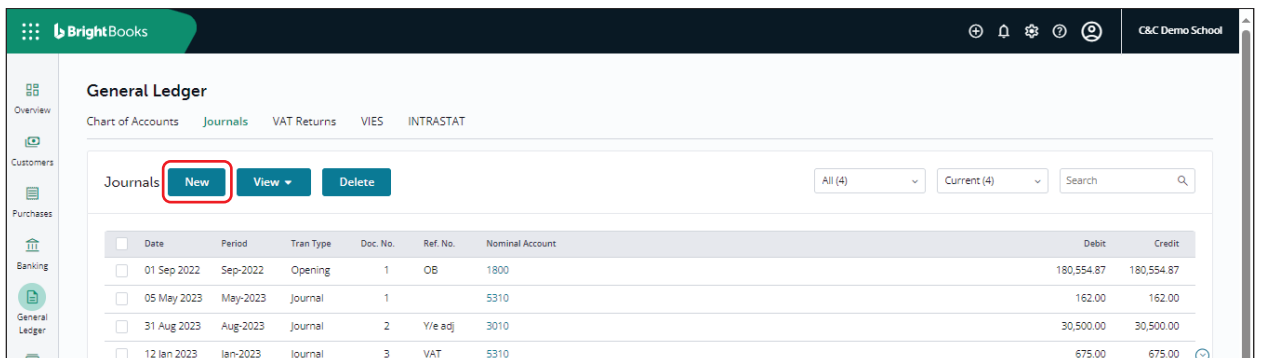 BrightBooks
C&C Demo School
Overview
Customers
Purchases
Banking
General
Ledger
General Ledger
Chart of Accounts Journals VAT Returns VIES INTRASTAT
Journals New View Delete All (4) Current (4) Search
Date Period Tran Type Doc. No. Ref. No. Nominal Account Debit Credit
01 Sep 2022 Sep-2022 Opening 1 OB 1800 180,554.87 180,554.87
05 May 2023 May-2023 Journal 1 5310 162.00 162.00
31 Aug 2023 Aug-2023 Journal 2 Y/e adj 3010 30,500.00 30,500.00
12 Jan 2023 Jan-2023 Journal 3 VAT 5310 675.00 675.00